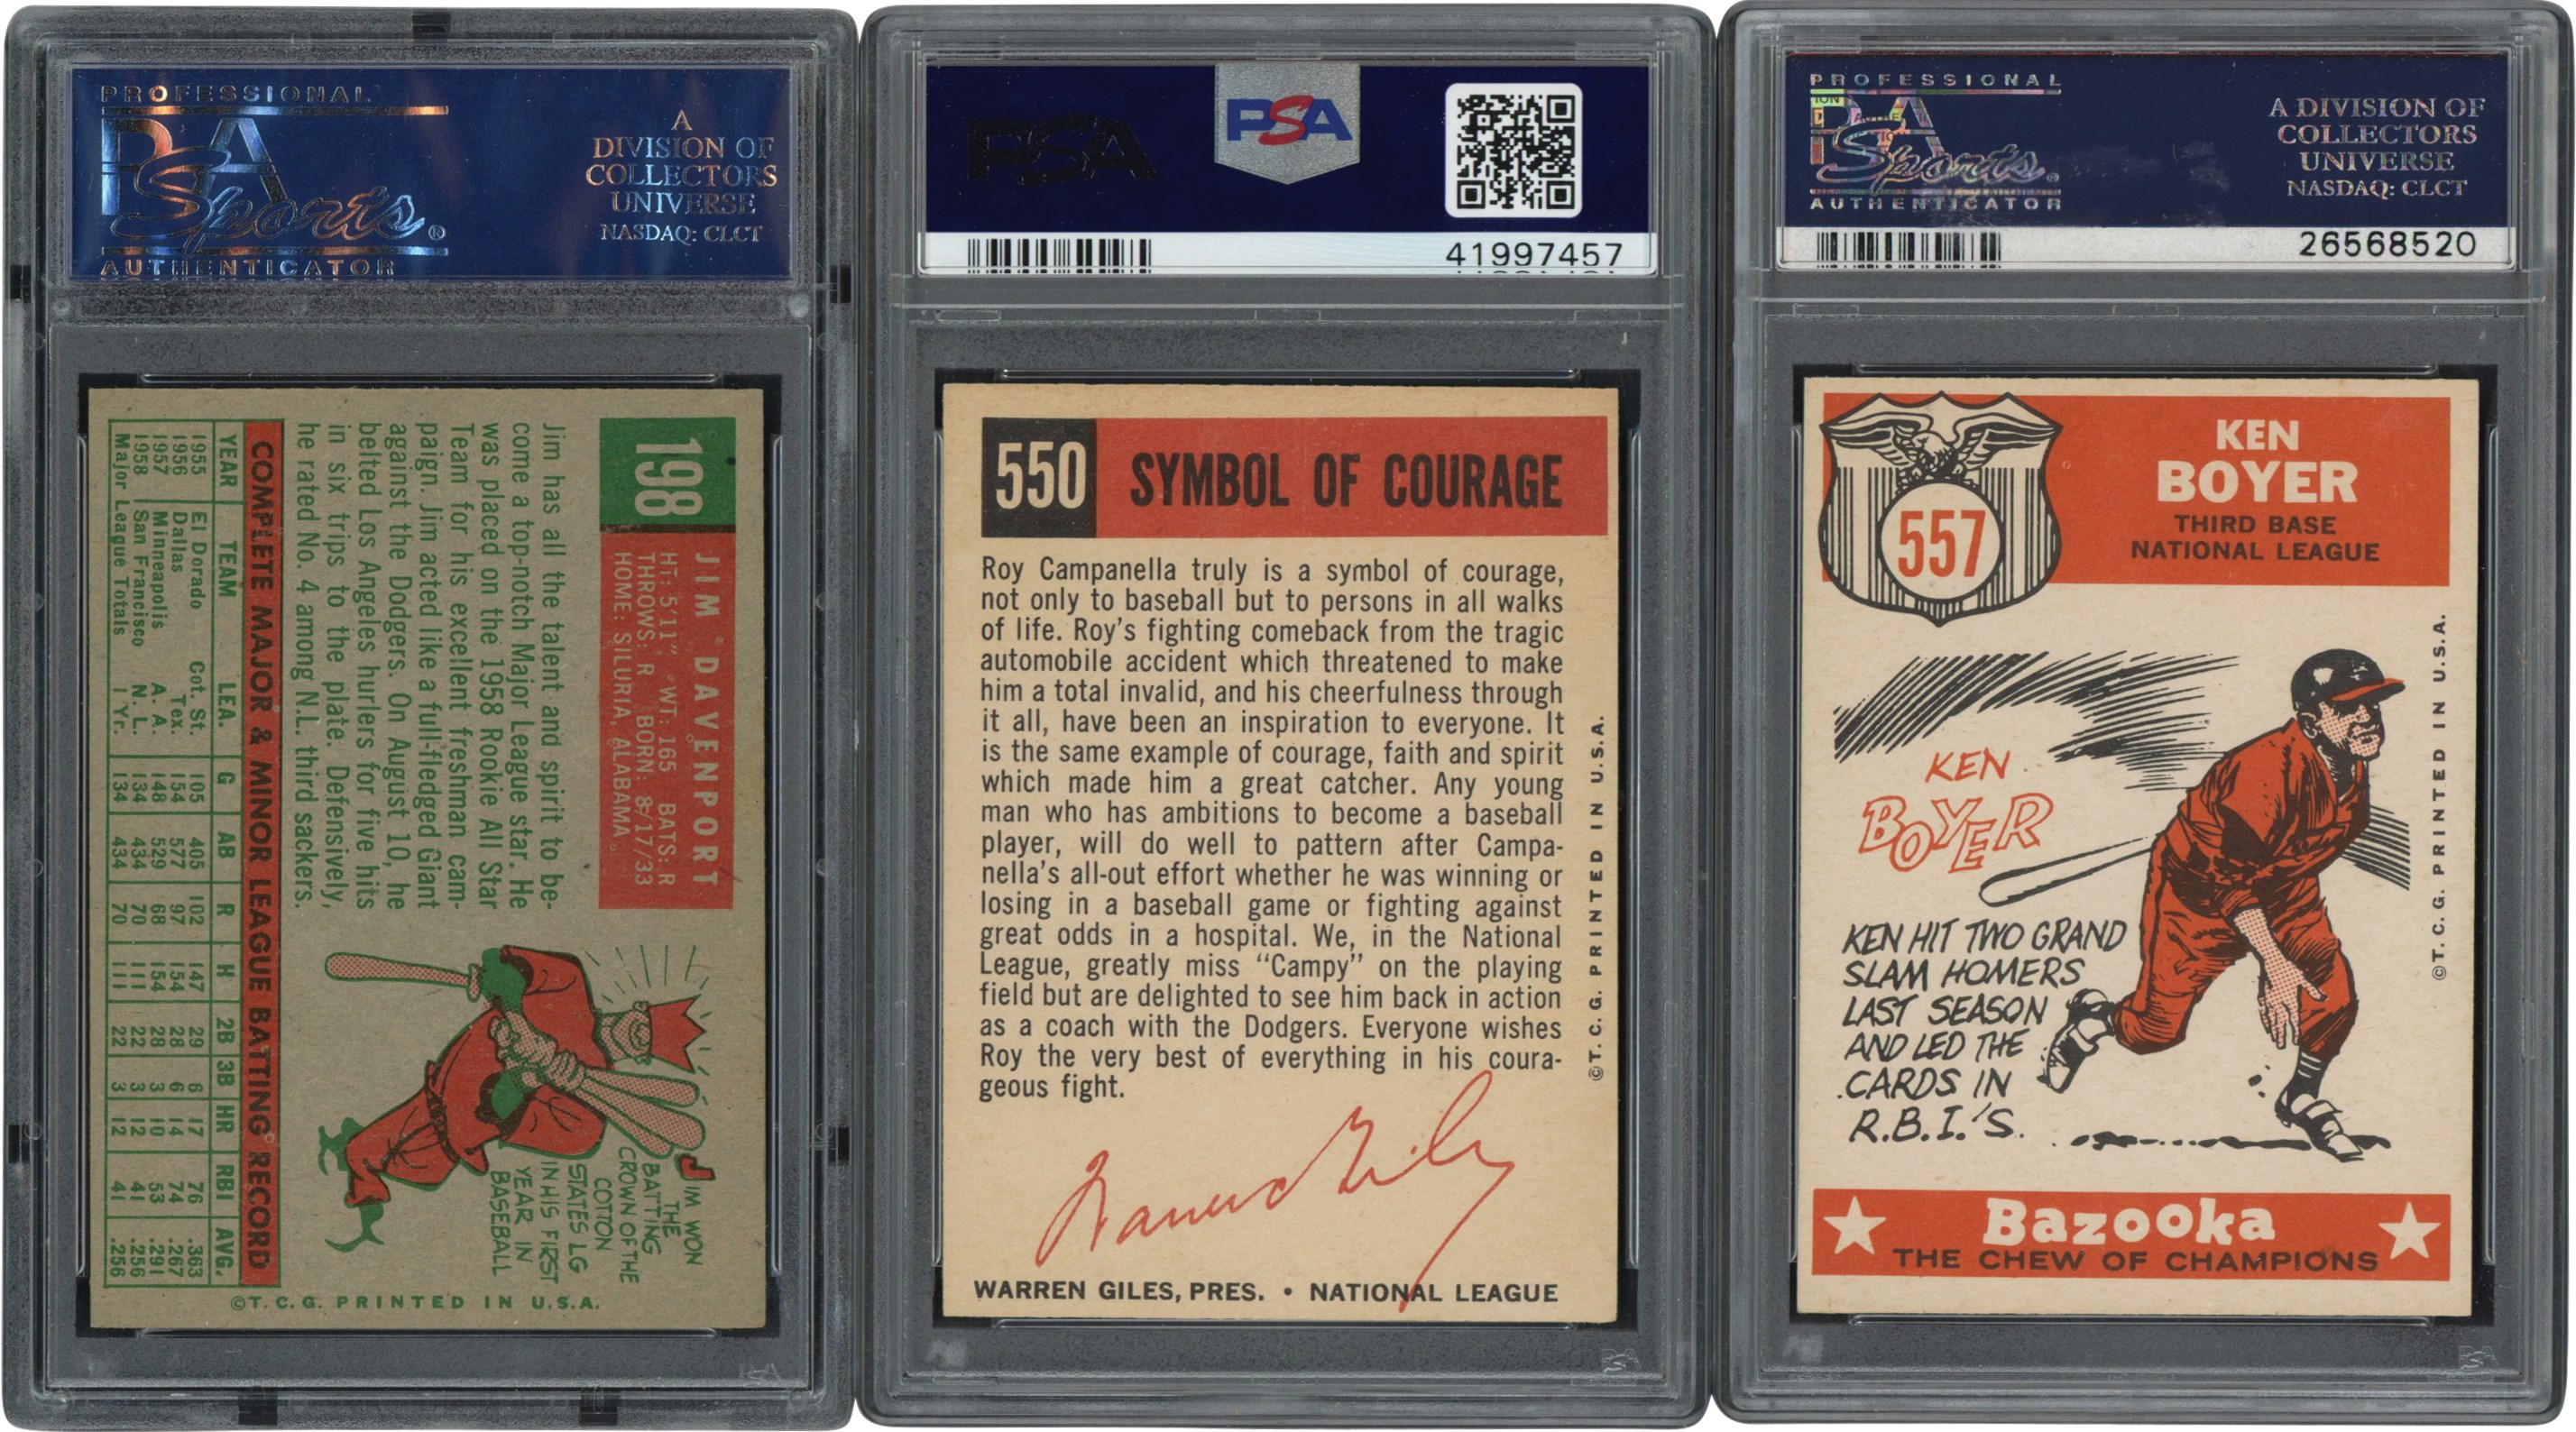 PROFESSIONAL
PSA
Sports®
AUTHENTICATOR
A
DIVISION OF
COLLECTORS
UNIVERSE
NASDAQ: CLCT
198
JIM DAVENPORT
HT: 5'11" WT: 165 BATS: R
THROWS: R BORN: 8/17/33
HOME: SILURIA, ALABAMA
Jim has all the talent and spirit to be-
come a top-notch Major League star. He
was placed on the 1958 Rookie All Star
Team for his excellent freshman cam-
paign. Jim acted like a full-fledged Giant
against the Dodgers. On August 10, he
belted Los Angeles hurlers for five hits
in six trips to the plate. Defensively,
he rated No. 4 among N.L. third sackers.
JIM WON
THE
BATTING
CROWN OF THE
COTTON
STATES LG
IN HIS FIRST
YEAR IN
BASEBALL
COMPLETE MAJOR & MINOR LEAGUE BATTING RECORD
YEAR TEAM LEA. G AB R H 2B 3B HR RBI AVG.
1955 El Dorado Cot. St. 105 405 102 147 29 6 17 76 .363
1956 Dallas Tex. 154 577 97 154 28 6 14 74 .267
1957 Minneapolis A. A. 148 529 68 154 28 3 10 53 .291
1958 San Francisco N. L. 134 434 70 111 22 3 12 41 .256
Major League Totals 1 Yr. 134 434 70 111 22 3 12 41 .256
©T.C.G. PRINTED IN U.S.A.
PSA
PSA
41997457
550
SYMBOL OF COURAGE
Roy Campanella truly is a symbol of courage,
not only to baseball but to persons in all walks
of life. Roy's fighting comeback from the tragic
automobile accident which threatened to make
him a total invalid, and his cheerfulness through
it all, have been an inspiration to everyone. It
is the same example of courage, faith and spirit
which made him a great catcher. Any young
man who has ambitions to become a baseball
player, will do well to pattern after Campa-
nella's all-out effort whether he was winning or
losing in a baseball game or fighting against
great odds in a hospital. We, in the National
League, greatly miss "Campy" on the playing
field but are delighted to see him back in action
as a coach with the Dodgers. Everyone wishes
Roy the very best of everything in his coura-
geous fight.
©T.C.G. PRINTED IN U.S.A.
Warren Giles
WARREN GILES, PRES. • NATIONAL LEAGUE
PROFESSIONAL
PSA
Sports®
AUTHENTICATOR
A DIVISION OF
COLLECTORS
UNIVERSE
NASDAQ: CLCT
26568520
557
KEN
BOYER
THIRD BASE
NATIONAL LEAGUE
KEN
BOYER
KEN HIT TWO GRAND
SLAM HOMERS
LAST SEASON
AND LED THE
CARDS IN
R.B.I.'S.
©T.C.G. PRINTED IN U.S.A.
Bazooka
THE CHEW OF CHAMPIONS